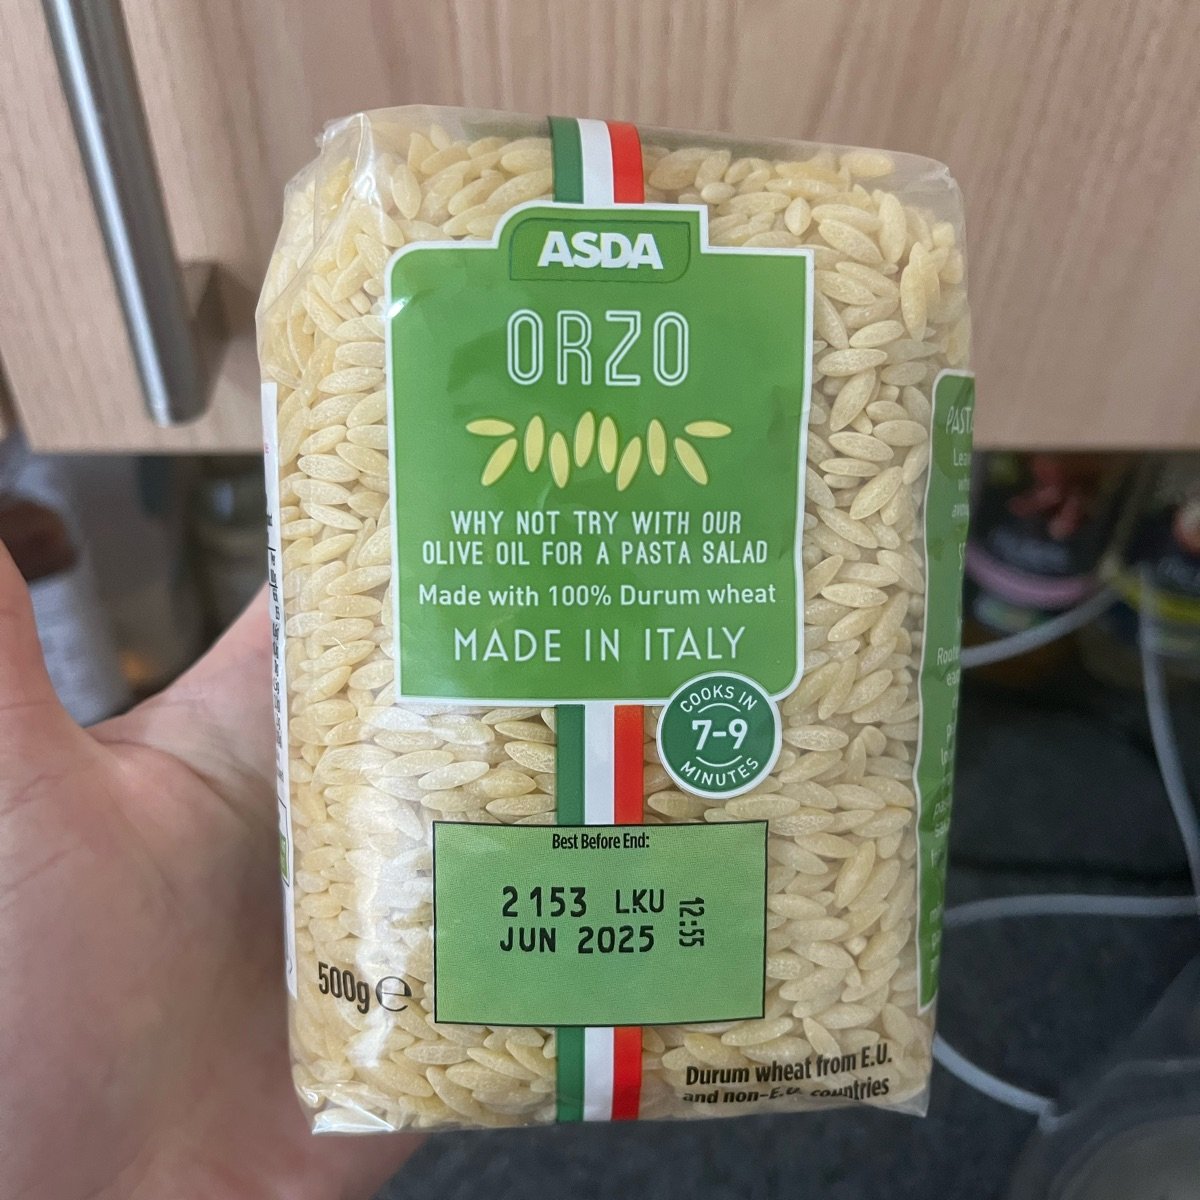 ASDA
ORZO
WHY NOT TRY WITH OUR
OLIVE OIL FOR A PASTA SALAD
Made with 100% Durum wheat
MADE IN ITALY
COOKS IN
7-9
MINUTES
Best Before End:
2153 LKU
JUN 2025
12:55
500g ℮
Durum wheat from E.U.
and non-E.U. countries